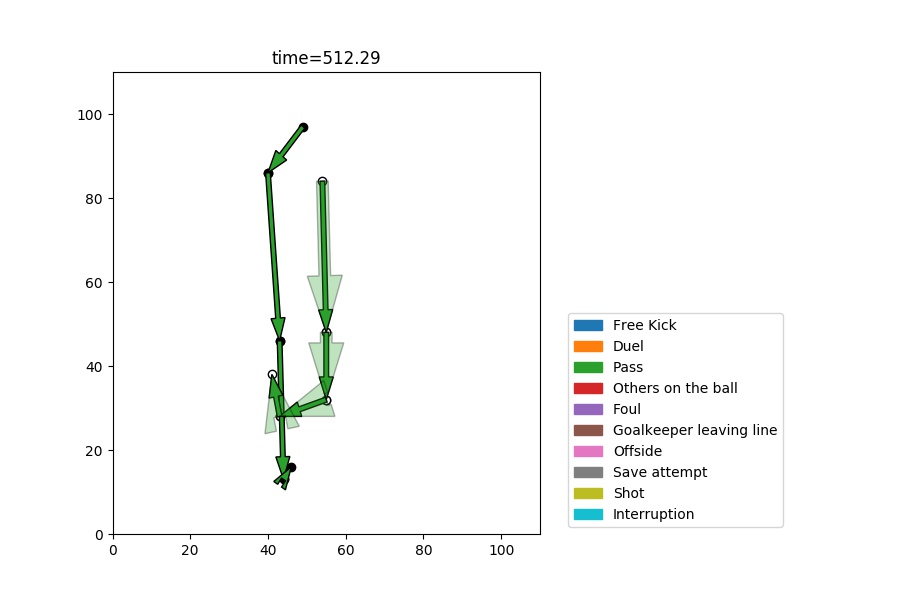 time=512.29
100
80
60
40
20
0
0 20 40 60 80 100
Free Kick
Duel
Pass
Others on the ball
Foul
Goalkeeper leaving line
Offside
Save attempt
Shot
Interruption